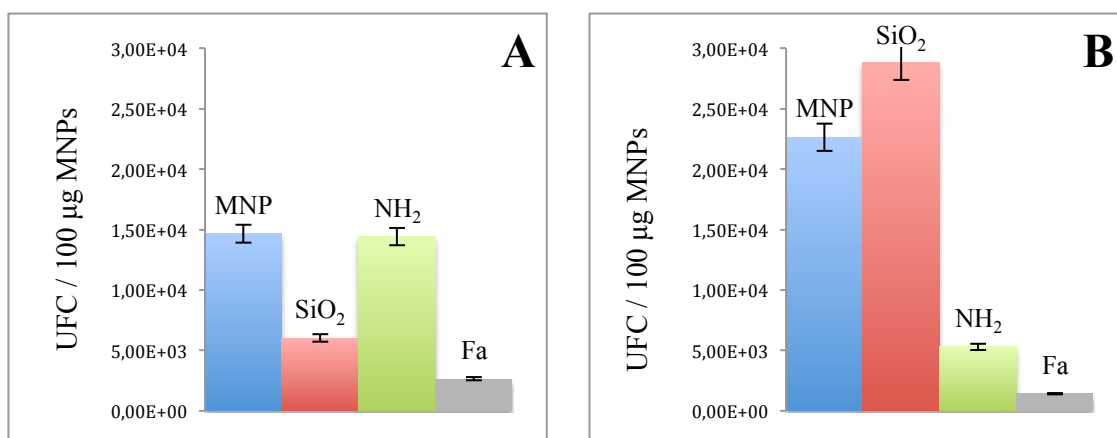 A
UFC / 100 µg MNPs
3,00E+04
2,50E+04
2,00E+04
1,50E+04
1,00E+04
5,00E+03
0,00E+00
MNP
SiO₂
NH₂
Fa
B
UFC / 100 µg MNPs
3,00E+04
2,50E+04
2,00E+04
1,50E+04
1,00E+04
5,00E+03
0,00E+00
MNP
SiO₂
NH₂
Fa